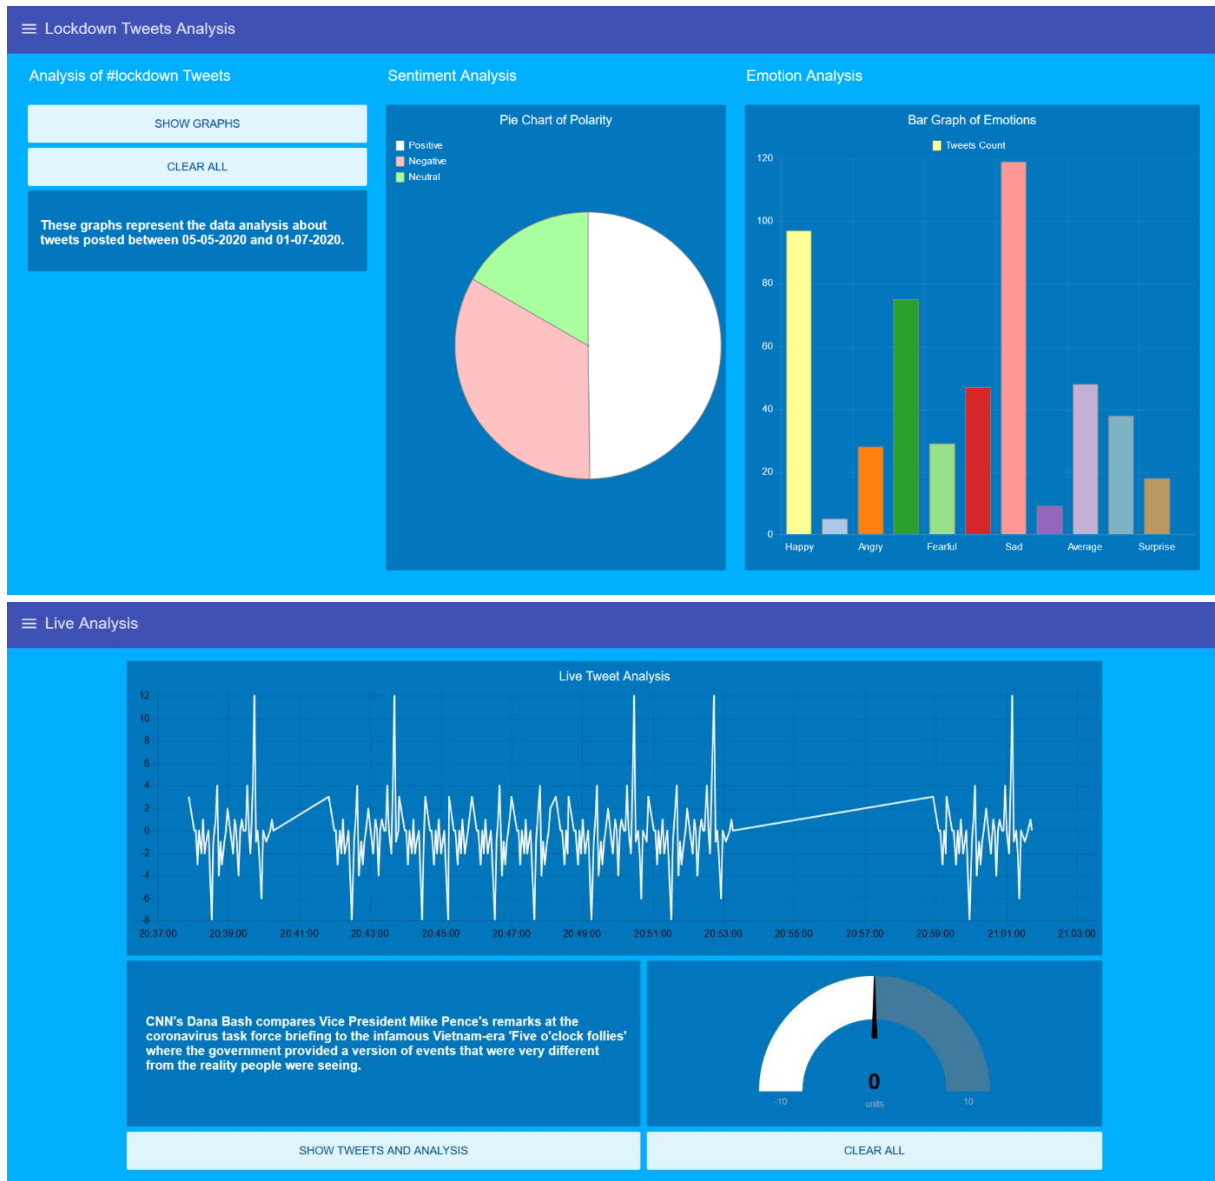 Lockdown Tweets Analysis
Analysis of #lockdown Tweets
SHOW GRAPHS
CLEAR ALL
These graphs represent the data analysis about
tweets posted between 05-05-2020 and 01-07-2020.
Sentiment Analysis
Pie Chart of Polarity
Positive
Negative
Neutral
Emotion Analysis
Bar Graph of Emotions
Tweets Count
120
100
80
60
40
20
0
Happy Angry Fearful Sad Average Surprise
Live Analysis
Live Tweet Analysis
12
10
8
6
4
2
0
-2
-4
-6
-8
20:37:00 20:39:00 20:41:00 20:43:00 20:45:00 20:47:00 20:49:00 20:51:00 20:53:00 20:55:00 20:57:00 20:59:00 21:01:00 21:03:00
CNN's Dana Bash compares Vice President Mike Pence's remarks at the
coronavirus task force briefing to the infamous Vietnam-era 'Five o'clock follies'
where the government provided a version of events that were very different
from the reality people were seeing.
0
-10 units 10
SHOW TWEETS AND ANALYSIS
CLEAR ALL